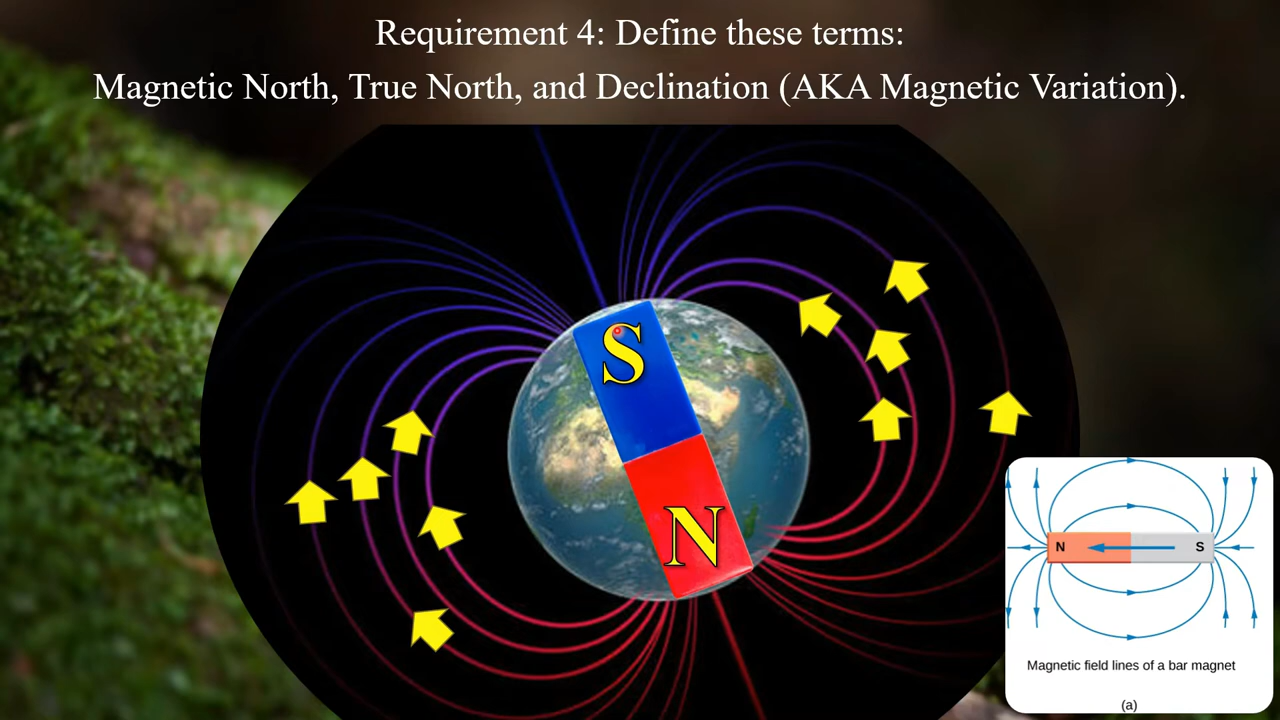 Requirement 4: Define these terms:
Magnetic North, True North, and Declination (AKA Magnetic Variation).
S
N
N S
Magnetic field lines of a bar magnet
(a)